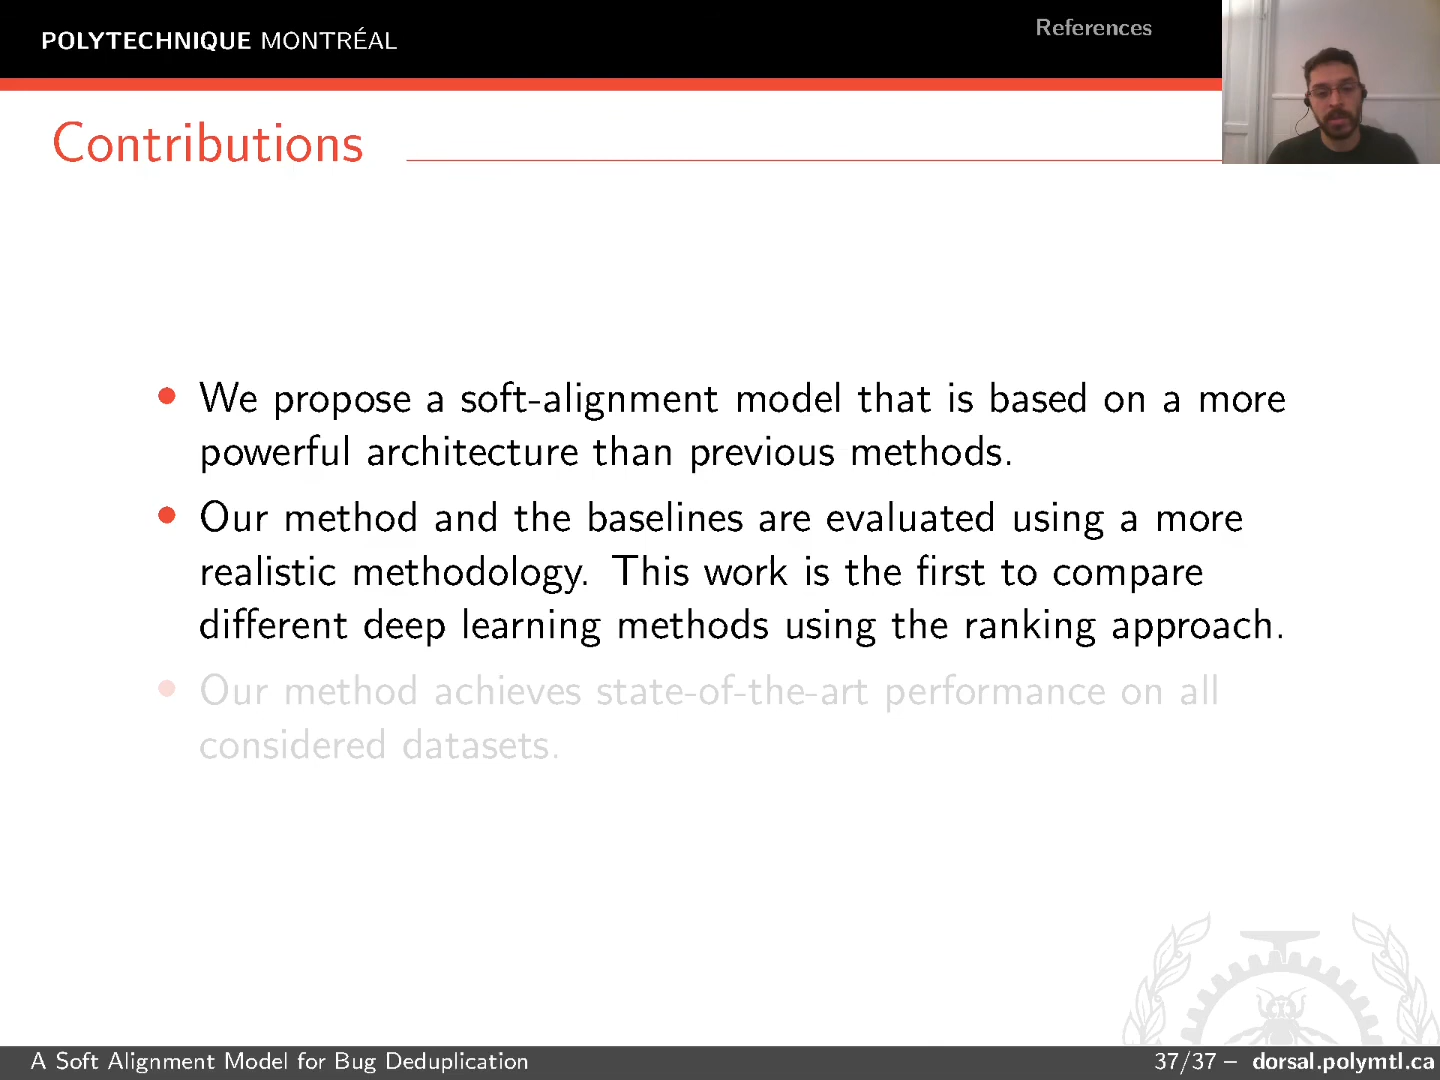 POLYTECHNIQUE MONTRÉAL
References
Contributions
• We propose a soft-alignment model that is based on a more
powerful architecture than previous methods.
• Our method and the baselines are evaluated using a more
realistic methodology. This work is the first to compare
different deep learning methods using the ranking approach.
• Our method achieves state-of-the-art performance on all
considered datasets.
A Soft Alignment Model for Bug Deduplication
37/37 – dorsal.polymtl.ca